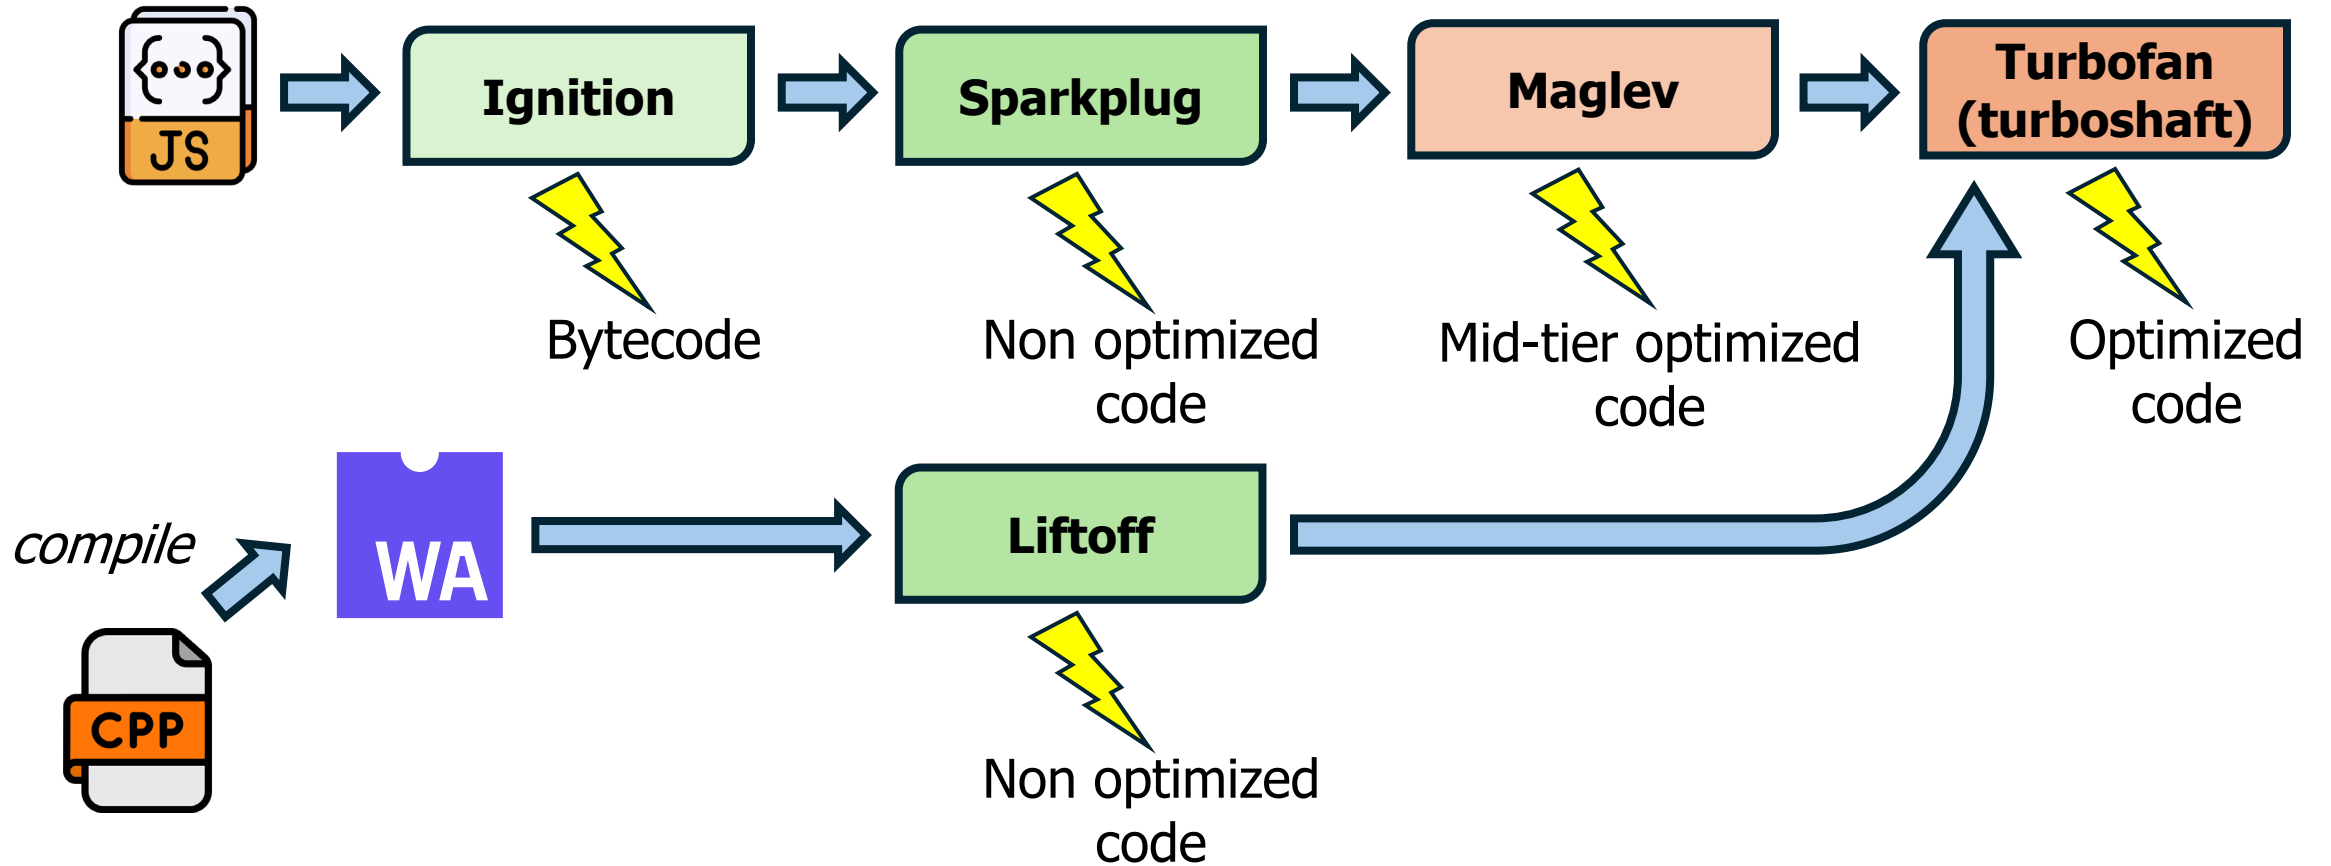 JS
Ignition
Sparkplug
Maglev
Turbofan
(turboshaft)
Bytecode
Non optimized
code
Mid-tier optimized
code
Optimized
code
compile
WA
Liftoff
CPP
Non optimized
code